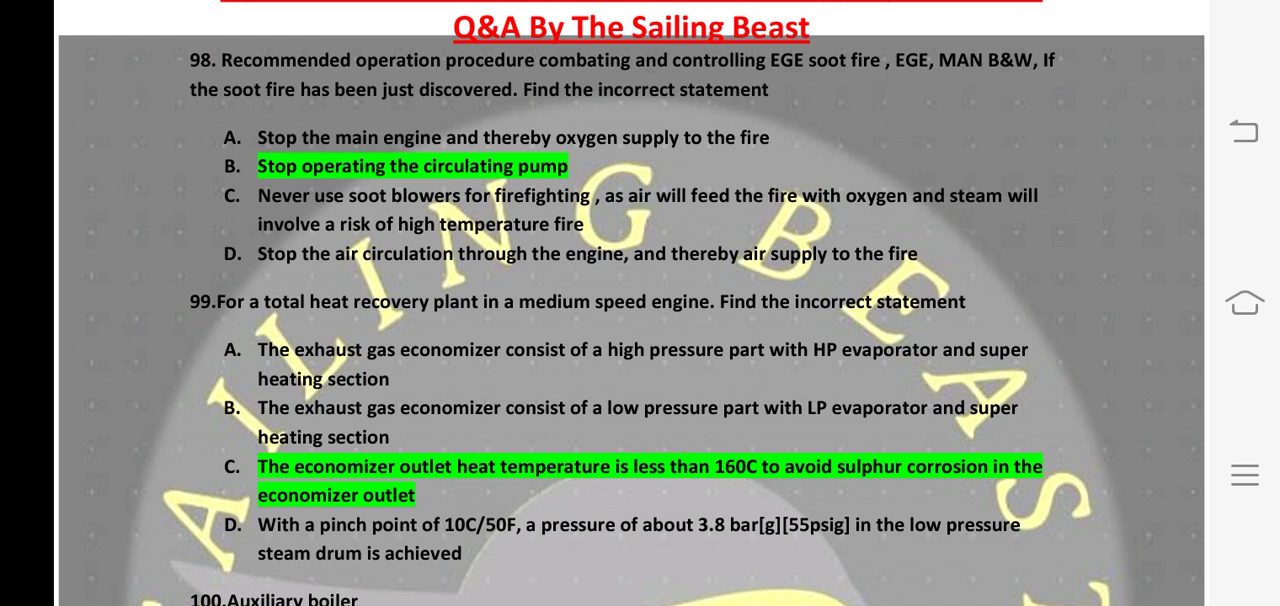 Q&A By The Sailing Beast
98. Recommended operation procedure combating and controlling EGE soot fire , EGE, MAN B&W, If
the soot fire has been just discovered. Find the incorrect statement
A. Stop the main engine and thereby oxygen supply to the fire
B. Stop operating the circulating pump
C. Never use soot blowers for firefighting , as air will feed the fire with oxygen and steam will
involve a risk of high temperature fire
D. Stop the air circulation through the engine, and thereby air supply to the fire
99.For a total heat recovery plant in a medium speed engine. Find the incorrect statement
A. The exhaust gas economizer consist of a high pressure part with HP evaporator and super
heating section
B. The exhaust gas economizer consist of a low pressure part with LP evaporator and super
heating section
C. The economizer outlet heat temperature is less than 160C to avoid sulphur corrosion in the
economizer outlet
D. With a pinch point of 10C/50F, a pressure of about 3.8 bar[g][55psig] in the low pressure
steam drum is achieved
100.Auxiliary boiler
AILING BEAST